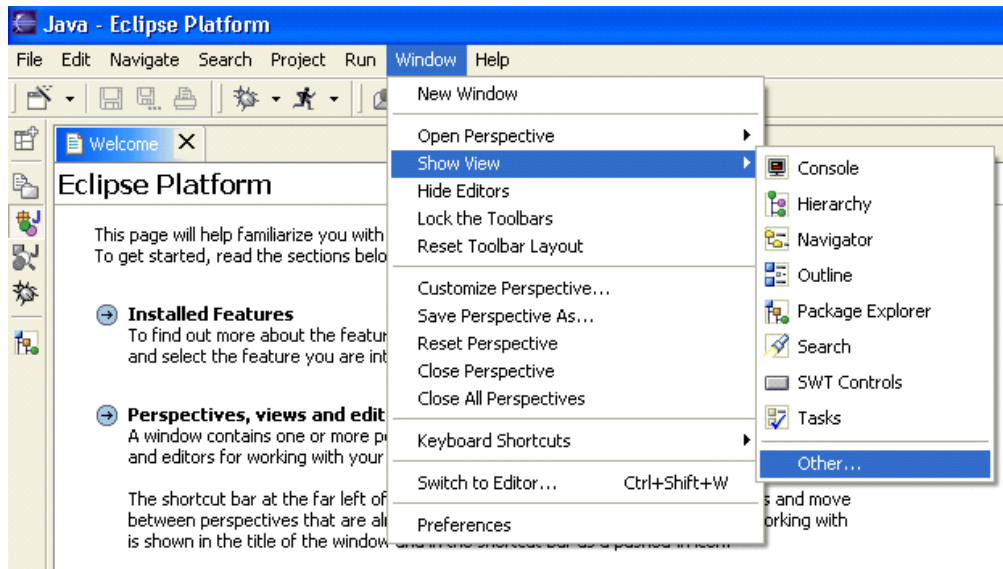 Java - Eclipse Platform
File Edit Navigate Search Project Run Window Help
New Window
Open Perspective
Show View
Hide Editors
Lock the Toolbars
Reset Toolbar Layout
Customize Perspective...
Save Perspective As...
Reset Perspective
Close Perspective
Close All Perspectives
Keyboard Shortcuts
Switch to Editor... Ctrl+Shift+W
Preferences
Console
Hierarchy
Navigator
Outline
Package Explorer
Search
SWT Controls
Tasks
Other...
Welcome
Eclipse Platform
This page will help familiarize you with
To get started, read the sections
Installed Features
To find out more about the
and select the feature you are
Perspectives, views and
A window contains one or more
and editors for working with your
The shortcut bar at the far left of s and move
between perspectives that are orking with
is shown in the title of the window